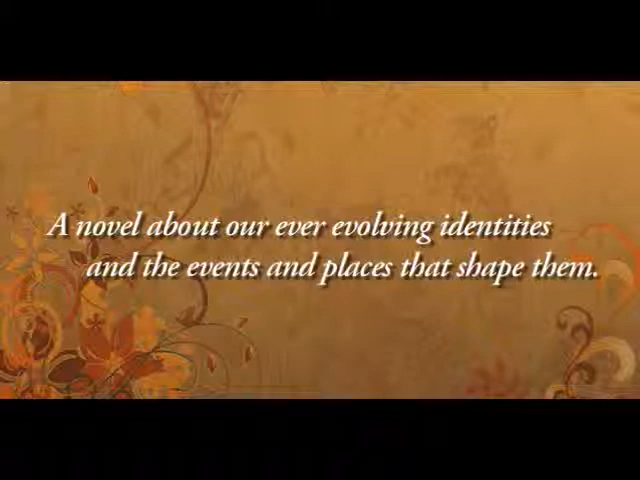 A novel about our ever evolving identities
and the events and places that shape them.